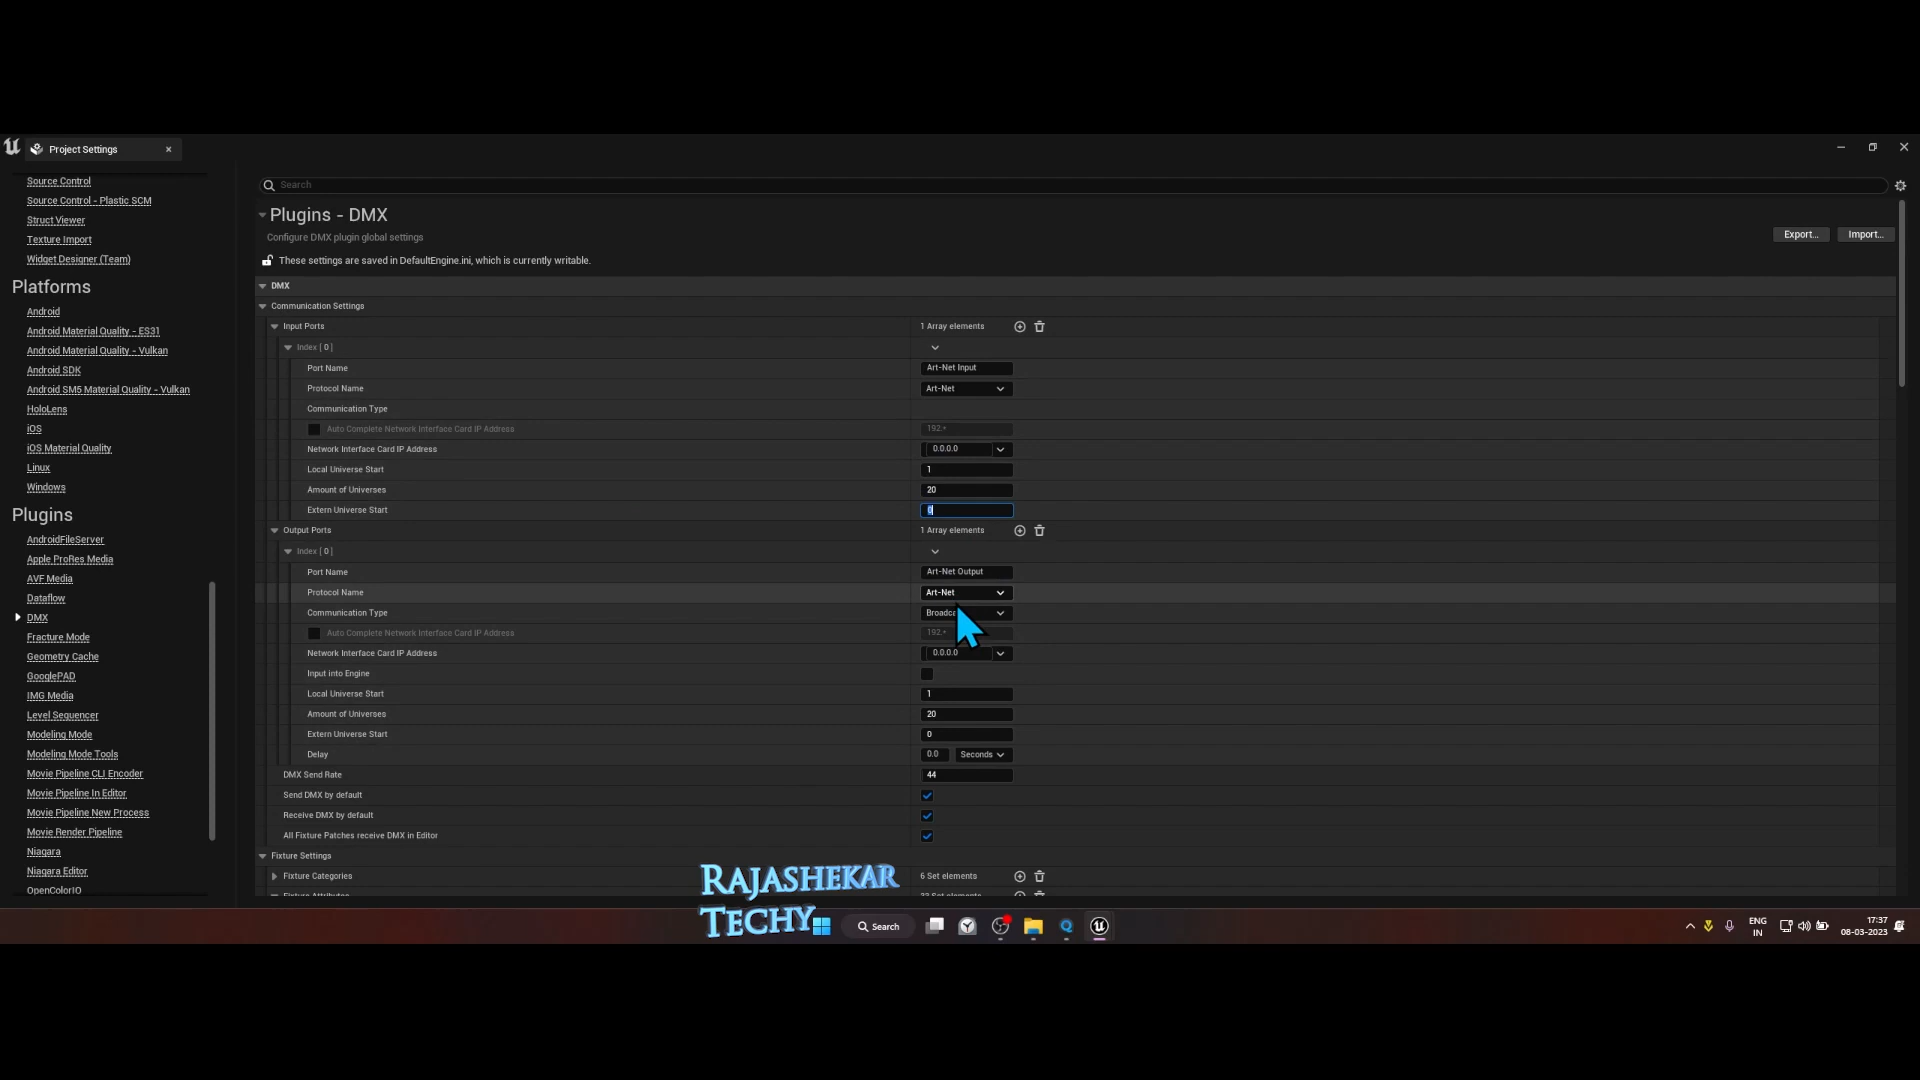 Project Settings
Source Control
Source Control - Plastic SCM
Struct Viewer
Texture Import
Widget Designer (Team)
Platforms
Android
Android Material Quality - ES31
Android Material Quality - Vulkan
Android SDK
Android SM5 Material Quality - Vulkan
HoloLens
iOS
iOS Material Quality
Linux
Windows
Plugins
AndroidFileServer
Apple ProRes Media
AVF Media
Dataflow
DMX
Fracture Mode
Geometry Cache
GooglePAD
IMG Media
Level Sequencer
Modeling Mode
Modeling Mode Tools
Movie Pipeline CLI Encoder
Movie Pipeline In Editor
Movie Pipeline New Process
Movie Render Pipeline
Niagara
Niagara Editor
OpenColorIO
Search
Plugins - DMX
Configure DMX plugin global settings
Export... Import...
These settings are saved in DefaultEngine.ini, which is currently writable.
DMX
Communication Settings
Input Ports 1 Array elements
Index [ 0 ]
Port Name Art-Net Input
Protocol Name Art-Net
Communication Type
Auto Complete Network Interface Card IP Address 192.*
Network Interface Card IP Address 0.0.0.0
Local Universe Start 1
Amount of Universes 20
Extern Universe Start 0
Output Ports 1 Array elements
Index [ 0 ]
Port Name Art-Net Output
Protocol Name Art-Net
Communication Type
Auto Complete Network Interface Card IP Address 192.*
Network Interface Card IP Address 0.0.0.0
Input into Engine
Local Universe Start 1
Amount of Universes 20
Extern Universe Start 0
Delay 0.0 Seconds
DMX Send Rate 44
Send DMX by default
Receive DMX by default
All Fixture Patches receive DMX in Editor
Fixture Settings
Fixture Categories 6 Set elements
RAJASHEKAR
TECHY
Search
ENG
IN
17:37
08-03-2023